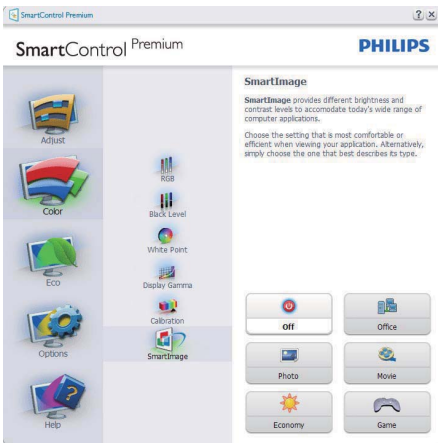 SmartControl Premium
SmartControl Premium
PHILIPS
Adjust
Color
Eco
Options
Help
RGB
Black Level
White Point
Display Gamma
Calibration
SmartImage
SmartImage
SmartImage provides different brightness and
contrast levels to accomodate today's wide range of
computer applications.
Choose the setting that is most comfortable or
efficient when viewing your application. Alternatively,
simply choose the one that best describes its type.
Off
Office
Photo
Movie
Economy
Game